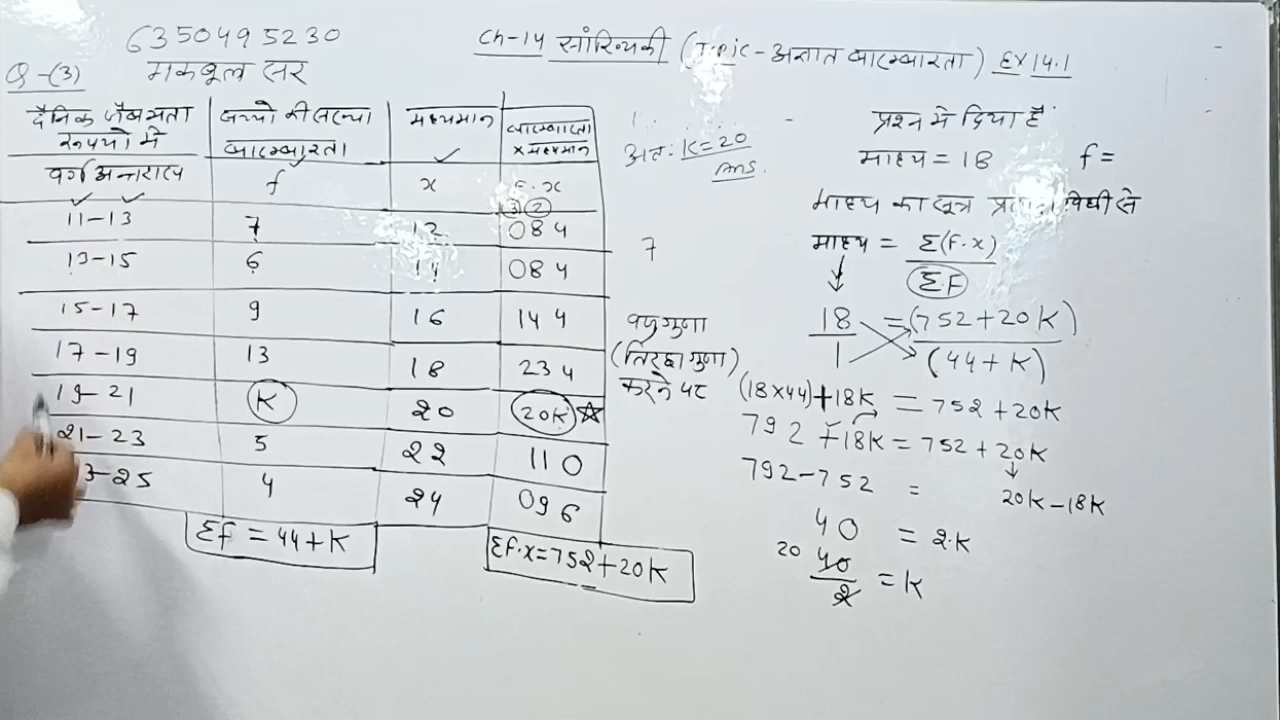 6350495230
मकबूल सर
Ch-14 सांख्यिकी (Topic-अज्ञात बारम्बारता) EX 14.1
Q-(3)
दैनिक जेबभत्ता रूपयो मे
बच्चो की संख्या
बारम्बारता
मध्यमान
बारम्बारता
×मध्यमान
वर्ग अन्तराल
f
x
F.x
③ ②
11-13 7 12 084
13-15 6 14 084
15-17 9 16 144
17-19 13 18 234
19-21 K 20 20K ☆
21-23 5 22 110
3-25 4 24 096
Σf = 44+K
Σf.x=752+20K
अत: K=20
Ans.
7
वज्रगुणा
(तिरछा गुणा)
करने पर
प्रश्न मे दिया है
माध्य = 18 f=
माध्य का सूत्र विधी से
माध्य = Σ(F.x)
ΣF
18 = (752+20K)
1 (44+K)
(18×44)+18K = 752+20K
792+18K = 752+20K
792-752 = 20K-18K
40 = 2.K
20
40 = K
2